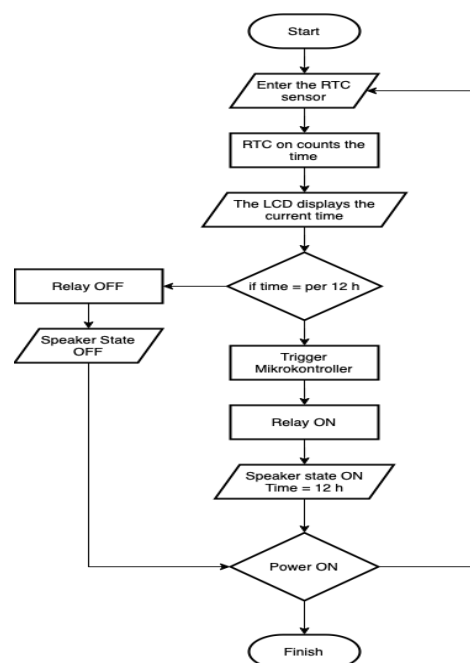 Start
Enter the RTC
sensor
RTC on counts the
time
The LCD displays the
current time
if time = per 12 h
Relay OFF
Speaker State
OFF
Trigger
Mikrokontroller
Relay ON
Speaker state ON
Time = 12 h
Power ON
Finish